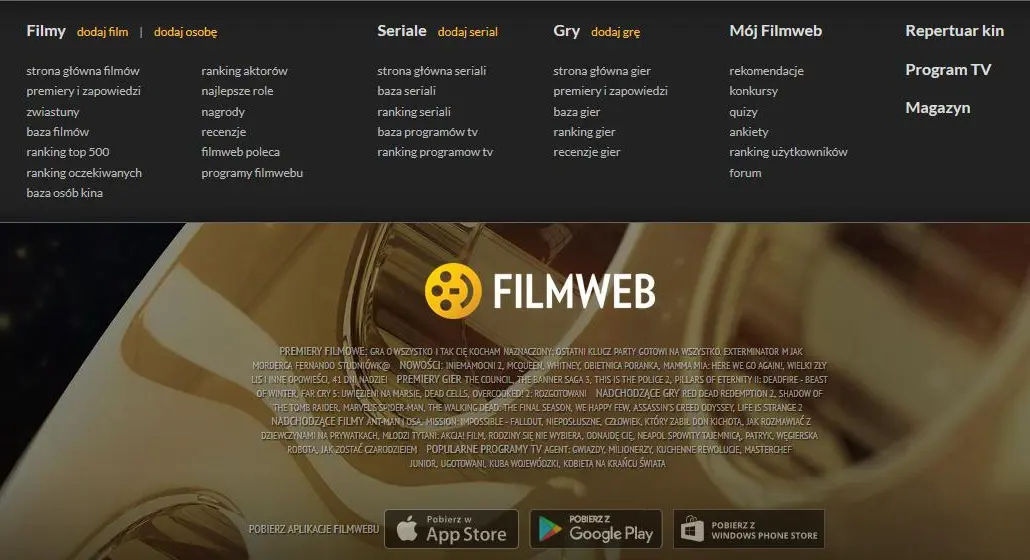 Filmy dodaj film | dodaj osobę
strona główna filmów
premiery i zapowiedzi
zwiastuny
baza filmów
ranking top 500
ranking oczekiwanych
baza osób kina
ranking aktorów
najlepsze role
nagrody
recenzje
filmweb poleca
programy filmwebu
Seriale dodaj serial
strona główna seriali
baza seriali
ranking seriali
baza programów tv
ranking programow tv
Gry dodaj grę
strona główna gier
premiery i zapowiedzi
baza gier
ranking gier
recenzje gier
Mój Filmweb
rekomendacje
konkursy
quizy
ankiety
ranking użytkowników
forum
Repertuar kin
Program TV
Magazyn
FILMWEB
PREMIERY FILMOWE: GRA O WSZYSTKO I TAK CIĘ KOCHAM NAZNACZONY: OSTATNI KLUCZ PARTY GOTOWI NA WSZYSTKO. EXTERMINATOR M JAK
MORDERCA FERNANDO STUDNIÓWK@ NOWOŚCI: INIEMAMOCNI 2, MCQUEEN, WHITNEY, OBIETNICA PORANKA, MAMMA MIA: HERE WE GO AGAIN!, WIELKI ZŁY
LIS I INNE OPOWIEŚCI, 41 DNI NADZIEI PREMIERY GIER THE COUNCIL, THE BANNER SAGA 3, THIS IS THE POLICE 2, PILLARS OF ETERNITY II: DEADFIRE - BEAST
OF WINTER, FAR CRY 5: UWIĘZIENI NA MARSIE, DEAD CELLS, OVERCOOKED! 2: ROZGOTOWANI NADCHODZĄCE GRY RED DEAD REDEMPTION 2, SHADOW OF
THE TOMB RAIDER, MARVEL'S SPIDER-MAN, THE WALKING DEAD: THE FINAL SEASON, WE HAPPY FEW, ASSASSIN'S CREED ODYSSEY, LIFE IS STRANGE 2
NADCHODZĄCE FILMY ANT-MAN I OSA, MISSION: IMPOSSIBLE - FALLOUT, NIEPOSŁUSZNE, CZŁOWIEK, KTÓRY ZABIŁ DON KICHOTA, JAK ROZMAWIAĆ Z
DZIEWCZYNAMI NA PRYWATKACH, MŁODZI TYTANI: AKCJA! FILM, RODZINY SIĘ NIE WYBIERA, ODNAJDĘ CIĘ, NEAPOL SPOWITY TAJEMNICĄ, PATRYK, WĘGIERSKA
ROBOTA, JAK ZOSTAĆ CZARODZIEJEM POPULARNE PROGRAMY TV AGENT: GWIAZDY, MILIONERZY, KUCHENNE REWOLUCJE, MASTERCHEF
JUNIOR, UGOTOWANI, KUBA WOJEWÓDZKI, KOBIETA NA KRAŃCU ŚWIATA
POBIERZ APLIKACJE FILMWEBU
Pobierz w
App Store
POBIERZ Z
Google Play
POBIERZ Z
WINDOWS PHONE STORE